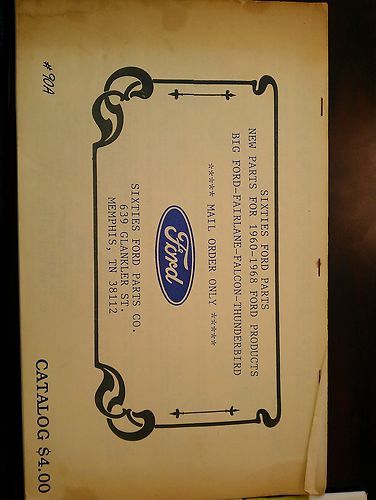 SIXTIES FORD PARTS
NEW PARTS FOR 1960-1968 FORD PRODUCTS
BIG FORD-FAIRLANE-FALCON-THUNDERBIRD
***** MAIL ORDER ONLY *****
Ford
SIXTIES FORD PARTS CO.
639 GLANKLER ST.
MEMPHIS, TN 38112
#90A
CATALOG $4.00